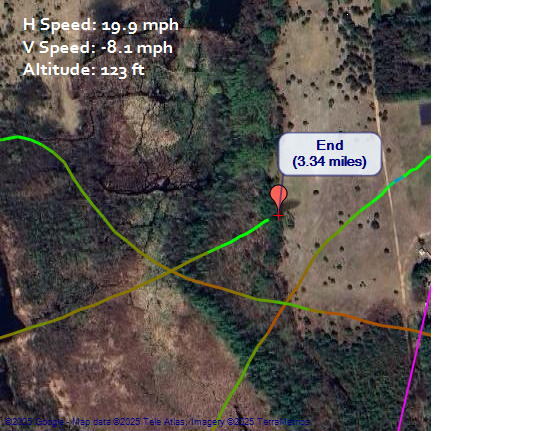 H Speed: 19.9 mph
V Speed: -8.1 mph
Altitude: 123 ft
End
(3.34 miles)
©2025 Google - Map data ©2025 Tele Atlas, Imagery ©2025 TerraMetrics